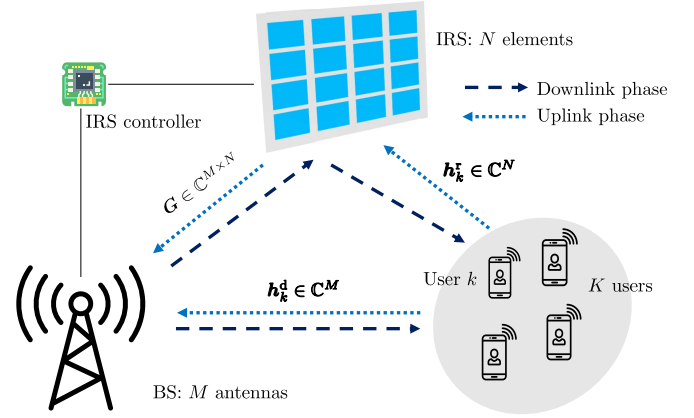 IRS: N elements
Downlink phase
Uplink phase
IRS controller
G ∈ ℂ^{M×N}
h_k^r ∈ ℂ^N
User k
K users
h_k^d ∈ ℂ^M
BS: M antennas